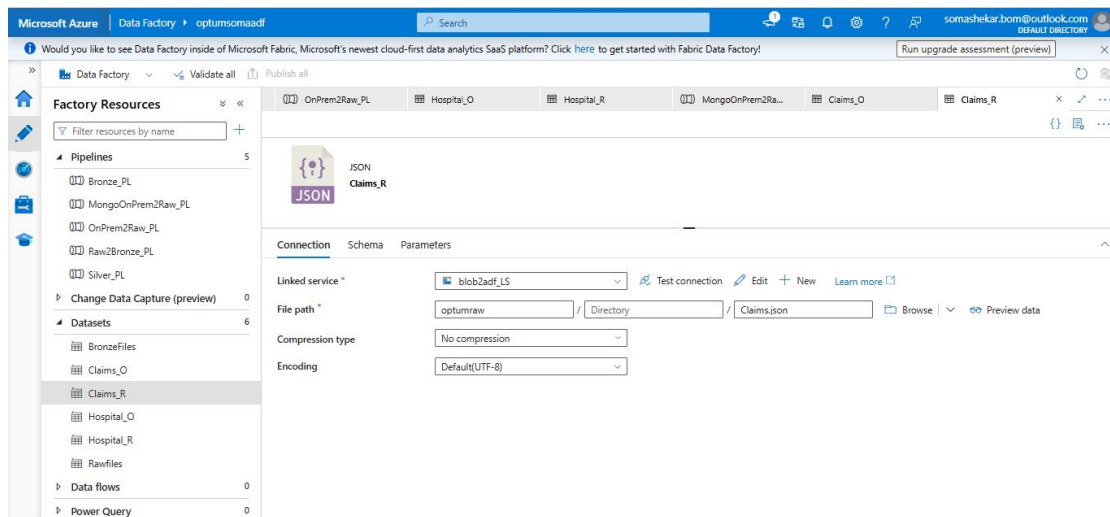 Microsoft Azure Data Factory optumsomaadf Search somashekar.bom@outlook.com
DEFAULT DIRECTORY
Would you like to see Data Factory inside of Microsoft Fabric, Microsoft's newest cloud-first data analytics SaaS platform? Click here to get started with Fabric Data Factory! Run upgrade assessment (preview)
Data Factory Validate all Publish all
Factory Resources
OnPrem2Raw_PL Hospital_O Hospital_R MongoOnPrem2Ra... Claims_O Claims_R
Filter resources by name
Pipelines 5
Bronze_PL
MongoOnPrem2Raw_PL
OnPrem2Raw_PL
Raw2Bronze_PL
Silver_PL
Change Data Capture (preview) 0
Datasets 6
BronzeFiles
Claims_O
Claims_R
Hospital_O
Hospital_R
Rawfiles
Data flows 0
Power Query 0
JSON
JSON
Claims_R
Connection Schema Parameters
Linked service * blob2adf_LS Test connection Edit New Learn more
File path * optumraw / Directory / Claims.json Browse Preview data
Compression type No compression
Encoding Default(UTF-8)